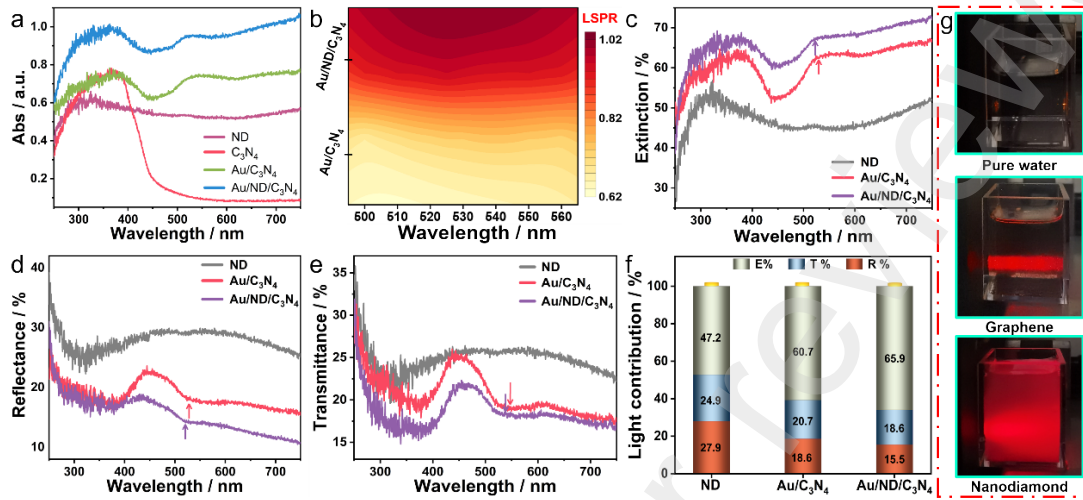 a
Abs / a.u.
1.0
0.8
0.6
0.4
0.2
ND
C₃N₄
Au/C₃N₄
Au/ND/C₃N₄
300 400 500 600 700
Wavelength / nm
b
LSPR
Au/ND/C₃N₄
Au/C₃N₄
1.02
0.82
0.62
500 510 520 530 540 550 560
Wavelength / nm
c
Extinction / %
70
60
50
40
30
ND
Au/C₃N₄
Au/ND/C₃N₄
300 400 500 600 700
Wavelength / nm
d
Reflectance / %
40
30
20
10
ND
Au/C₃N₄
Au/ND/C₃N₄
300 400 500 600 700
Wavelength / nm
e
Transmittance / %
35
30
25
20
15
ND
Au/C₃N₄
Au/ND/C₃N₄
300 400 500 600 700
Wavelength / nm
f
Light contribution / %
E% T % R %
100
80
60
40
20
0
47.2
24.9
27.9
60.7
20.7
18.6
65.9
18.6
15.5
ND Au/C₃N₄ Au/ND/C₃N₄
g
Pure water
Graphene
Nanodiamond